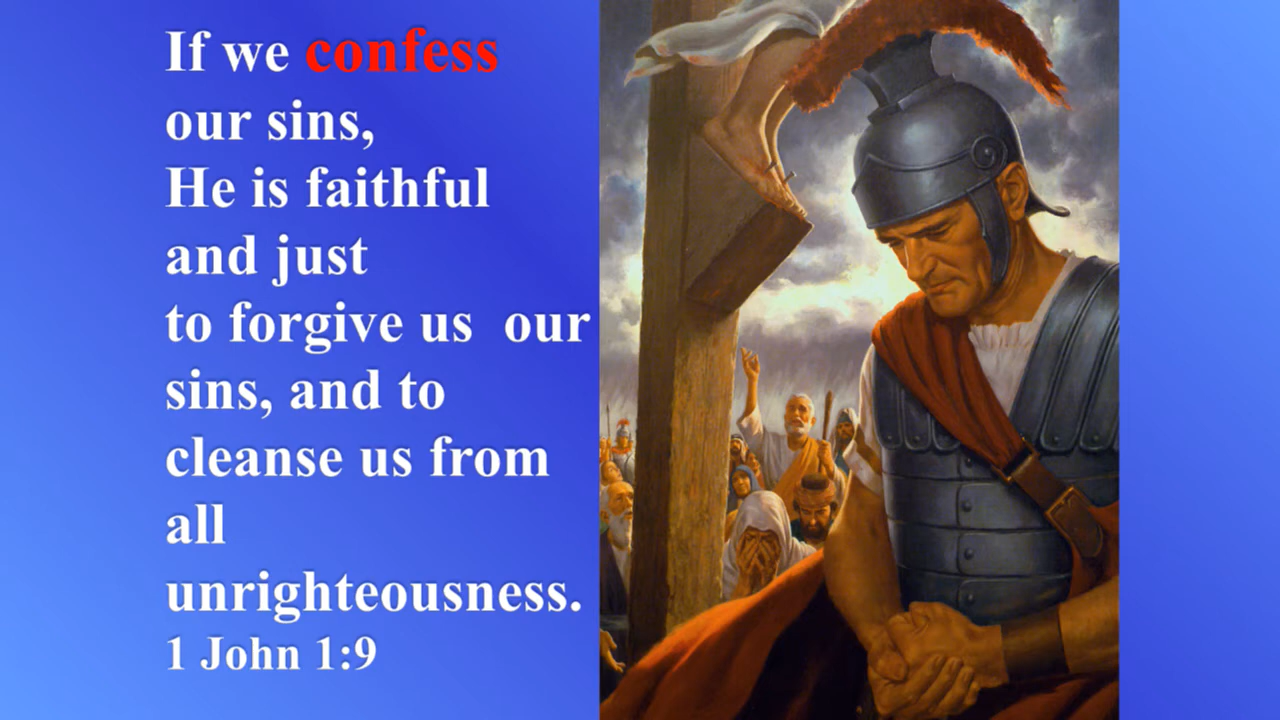 If we confess
our sins,
He is faithful
and just
to forgive us  our
sins, and to
cleanse us from
all
unrighteousness.
1 John 1:9